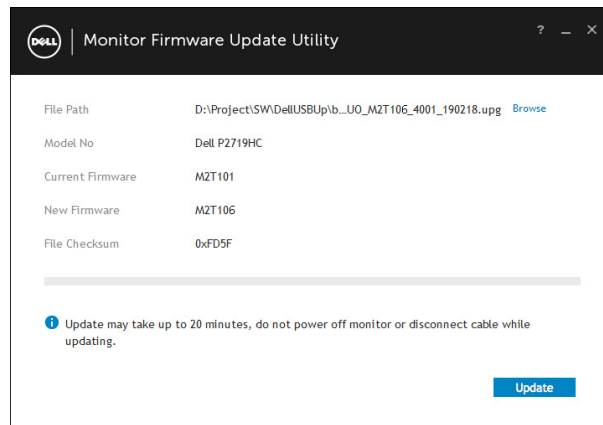 DELL
Monitor Firmware Update Utility
? _ ×
File Path D:\Project\SW\DellUSBUp\b...UO_M2T106_4001_190218.upg Browse
Model No Dell P2719HC
Current Firmware M2T101
New Firmware M2T106
File Checksum 0xFD5F
Update may take up to 20 minutes, do not power off monitor or disconnect cable while
updating.
Update